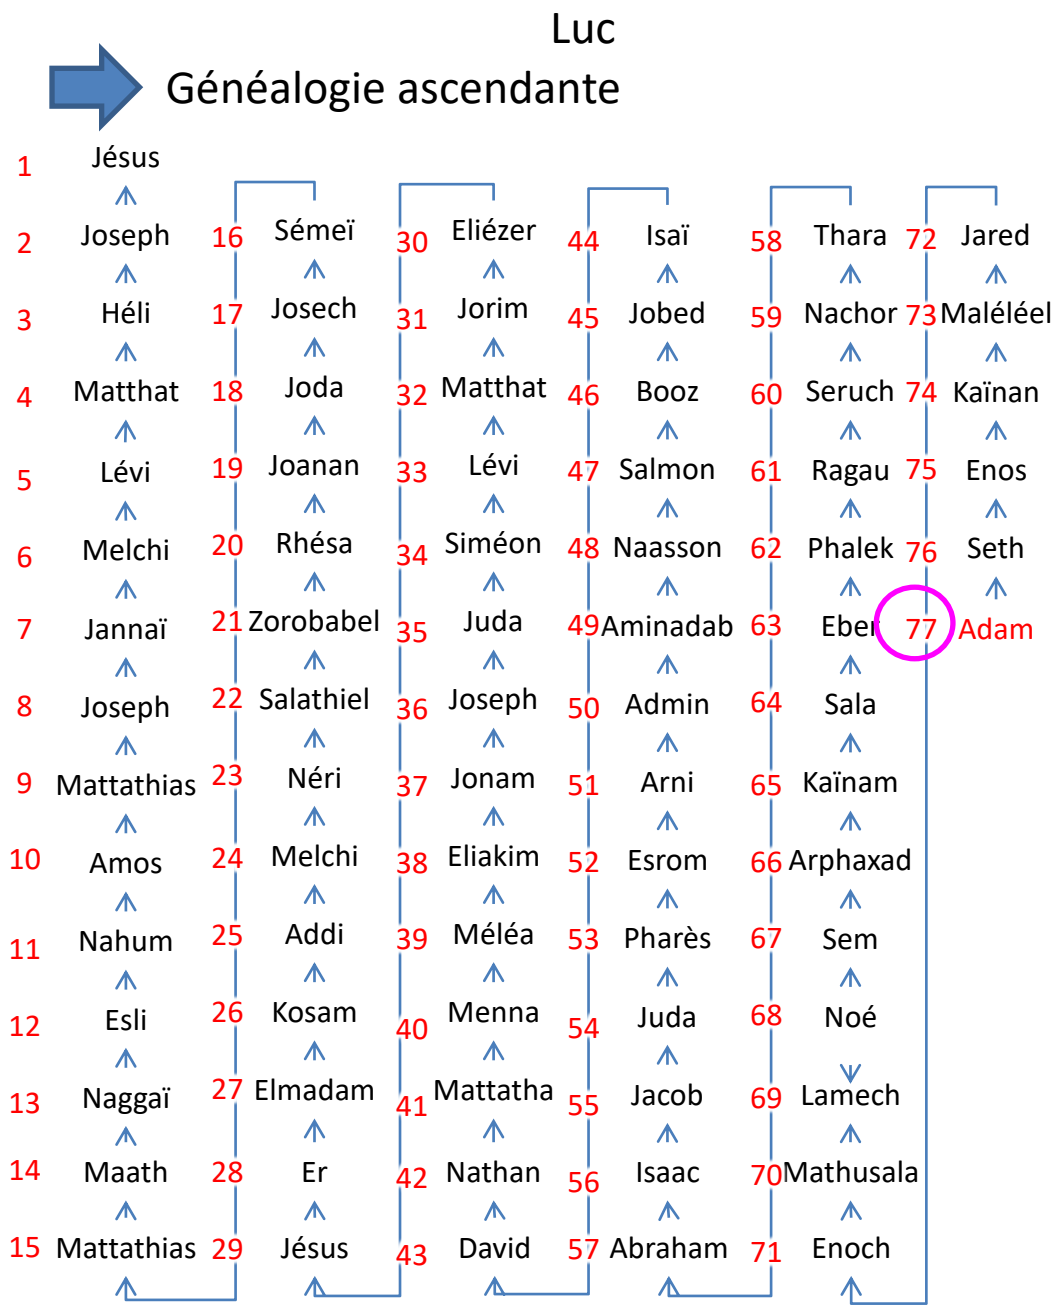 Luc
Généalogie ascendante
1 Jésus
2 Joseph
3 Héli
4 Matthat
5 Lévi
6 Melchi
7 Jannaï
8 Joseph
9 Mattathias
10 Amos
11 Nahum
12 Esli
13 Naggaï
14 Maath
15 Mattathias
16 Sémeï
17 Josech
18 Joda
19 Joanan
20 Rhésa
21 Zorobabel
22 Salathiel
23 Néri
24 Melchi
25 Addi
26 Kosam
27 Elmadam
28 Er
29 Jésus
30 Eliézer
31 Jorim
32 Matthat
33 Lévi
34 Siméon
35 Juda
36 Joseph
37 Jonam
38 Eliakim
39 Méléa
40 Menna
41 Mattatha
42 Nathan
43 David
44 Isaï
45 Jobed
46 Booz
47 Salmon
48 Naasson
49 Aminadab
50 Admin
51 Arni
52 Esrom
53 Pharès
54 Juda
55 Jacob
56 Isaac
57 Abraham
58 Thara
59 Nachor
60 Seruch
61 Ragau
62 Phalek
63 Eber
64 Sala
65 Kaïnam
66 Arphaxad
67 Sem
68 Noé
69 Lamech
70 Mathusala
71 Enoch
72 Jared
73 Maléléel
74 Kaïnan
75 Enos
76 Seth
77 Adam